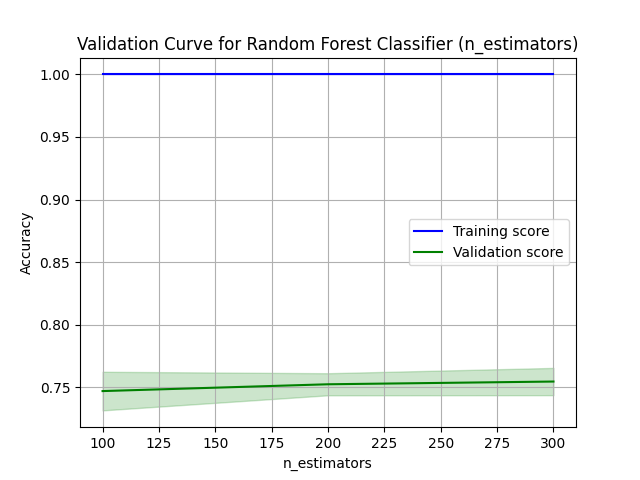 Validation Curve for Random Forest Classifier (n_estimators)
1.00
0.95
0.90
0.85
0.80
0.75
Accuracy
Training score
Validation score
100 125 150 175 200 225 250 275 300
n_estimators